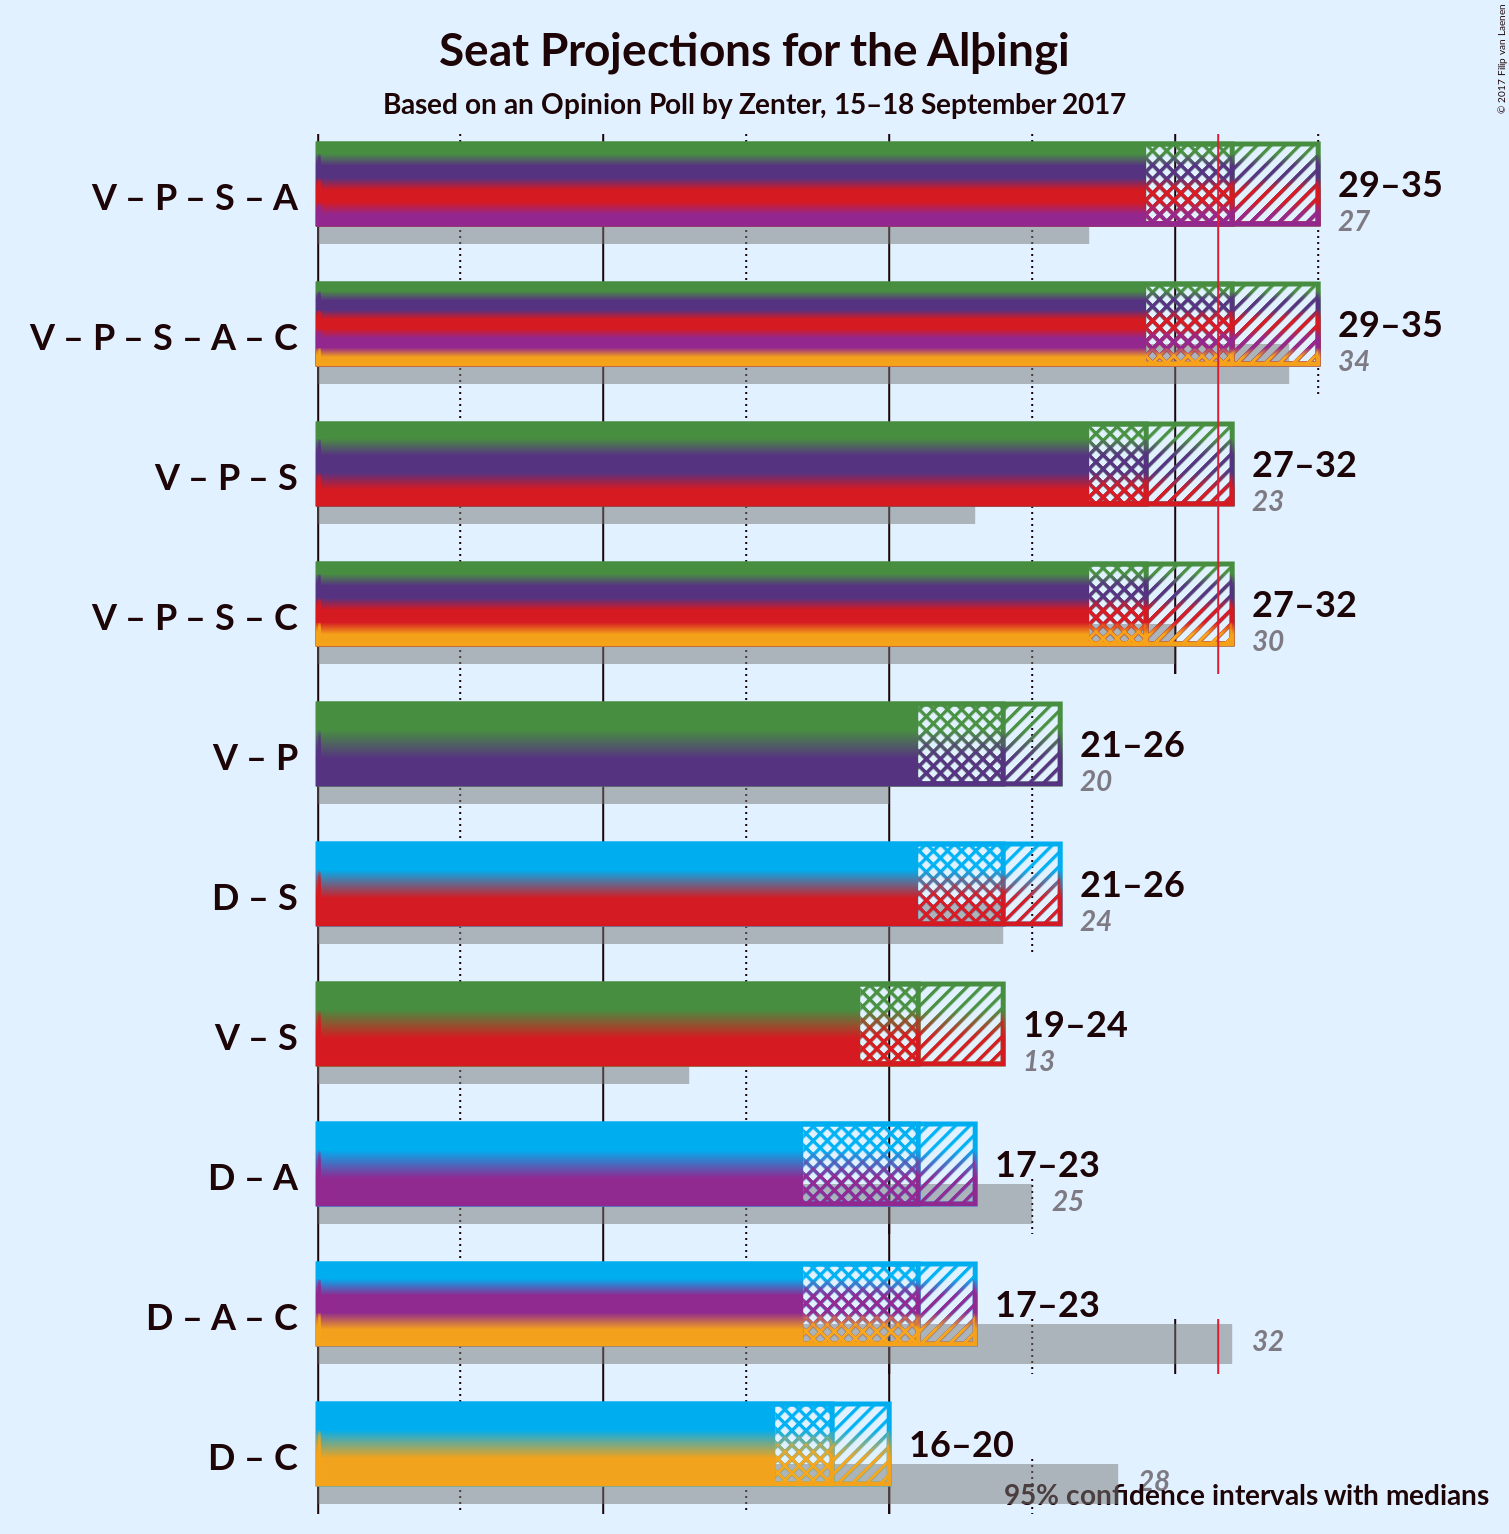 Seat Projections for the Alþingi
Based on an Opinion Poll by Zenter, 15–18 September 2017
© 2017 Filip van Laenen
V – P – S – A
29–35
27
V – P – S – A – C
29–35
34
V – P – S
27–32
23
V – P – S – C
27–32
30
V – P
21–26
20
D – S
21–26
24
V – S
19–24
13
D – A
17–23
25
D – A – C
17–23
32
D – C
16–20
28
95% confidence intervals with medians